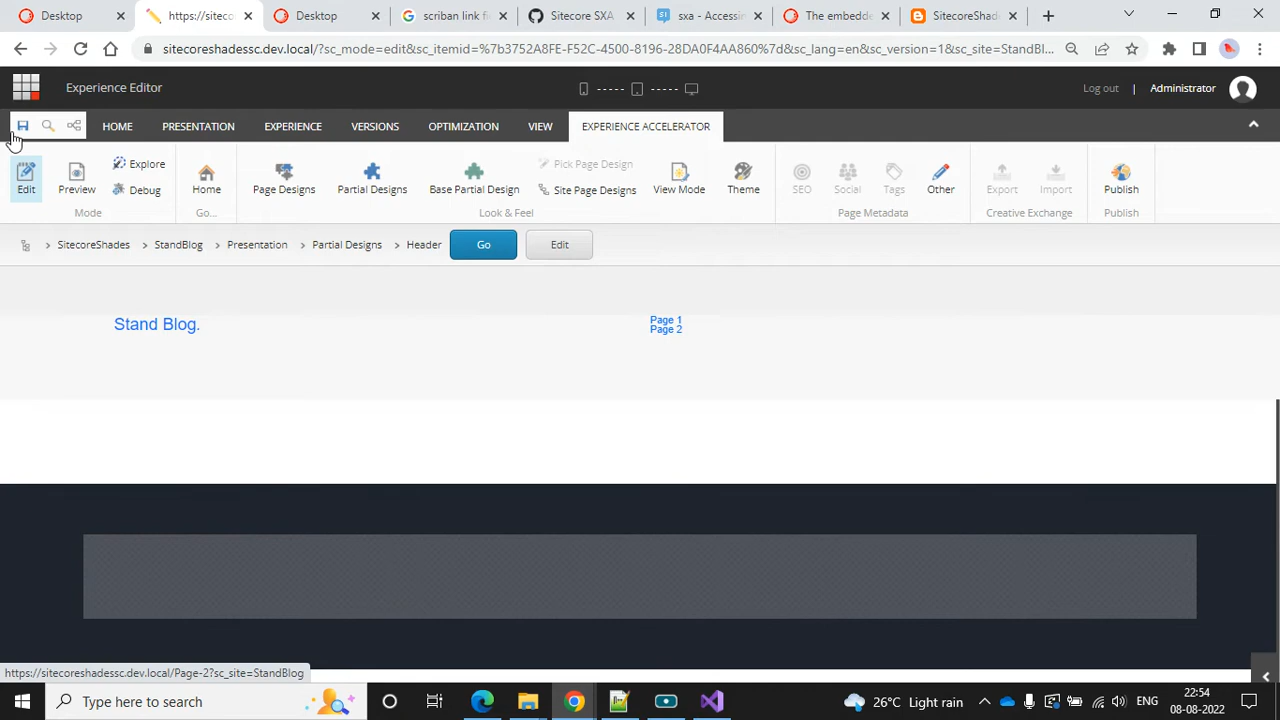 Desktop
https://siteco
Desktop
scriban link fi
Sitecore SXA
sxa - Accessin
The embedde
SitecoreShad
sitecoreshadessc.dev.local/?sc_mode=edit&sc_itemid=%7b3752A8FE-F52C-4500-8196-28DA0F4AA860%7d&sc_lang=en&sc_version=1&sc_site=StandBl...
Experience Editor
Log out | Administrator
HOME PRESENTATION EXPERIENCE VERSIONS OPTIMIZATION VIEW EXPERIENCE ACCELERATOR
Explore Pick Page Design
Edit Preview Debug Home Page Designs Partial Designs Base Partial Design Site Page Designs View Mode Theme SEO Social Tags Other Export Import Publish
Mode Go... Look & Feel Page Metadata Creative Exchange Publish
SitecoreShades StandBlog Presentation Partial Designs Header Go Edit
Stand Blog.
Page 1
Page 2
https://sitecoreshadessc.dev.local/Page-2?sc_site=StandBlog
Type here to search
26°C Light rain
ENG
22:54
08-08-2022